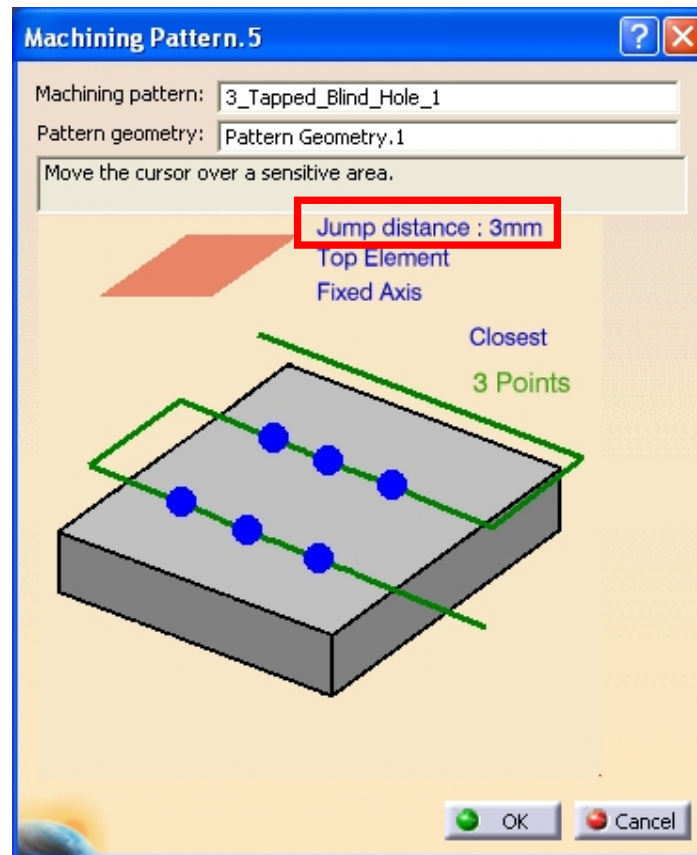 Machining Pattern.5
Machining pattern: 3_Tapped_Blind_Hole_1
Pattern geometry: Pattern Geometry.1
Move the cursor over a sensitive area.
Jump distance : 3mm
Top Element
Fixed Axis
Closest
3 Points
OK Cancel